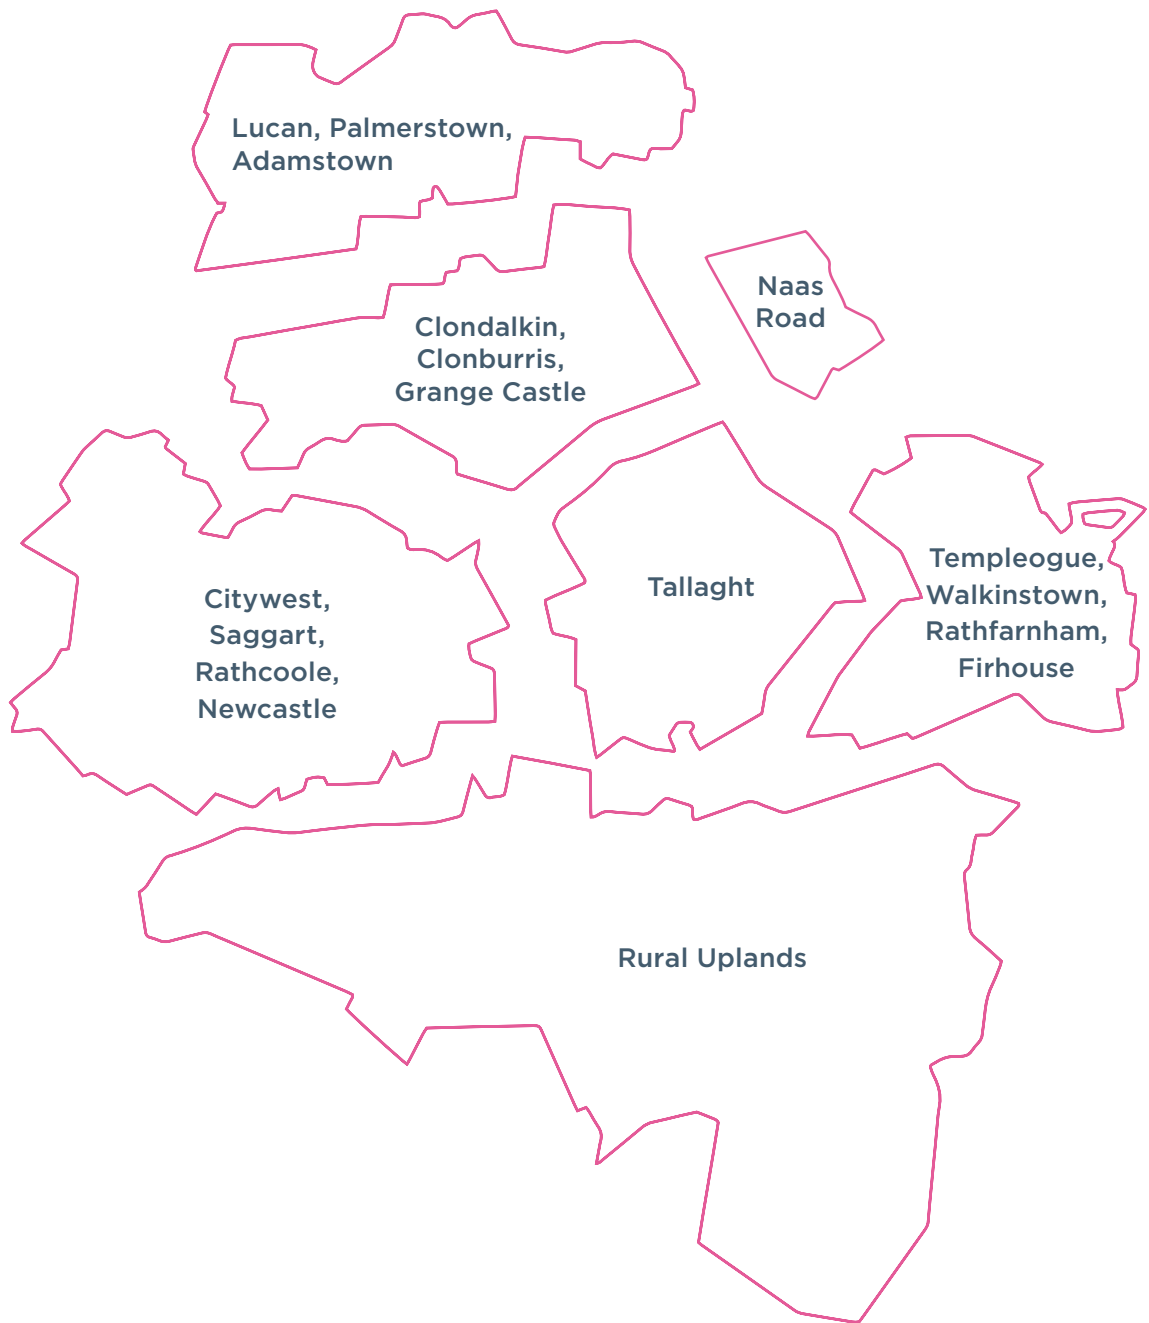 Lucan, Palmerstown,
Adamstown
Naas
Road
Clondalkin,
Clonburris,
Grange Castle
Templeogue,
Walkinstown,
Rathfarnham,
Firhouse
Tallaght
Citywest,
Saggart,
Rathcoole,
Newcastle
Rural Uplands